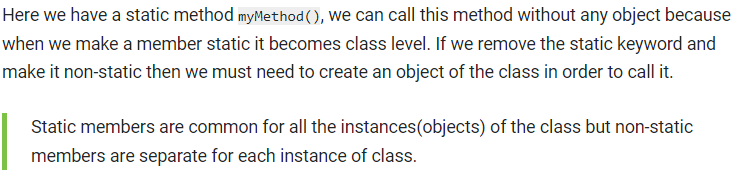 Here we have a static method myMethod(), we can call this method without any object because
when we make a member static it becomes class level. If we remove the static keyword and
make it non-static then we must need to create an object of the class in order to call it.
Static members are common for all the instances(objects) of the class but non-static
members are separate for each instance of class.